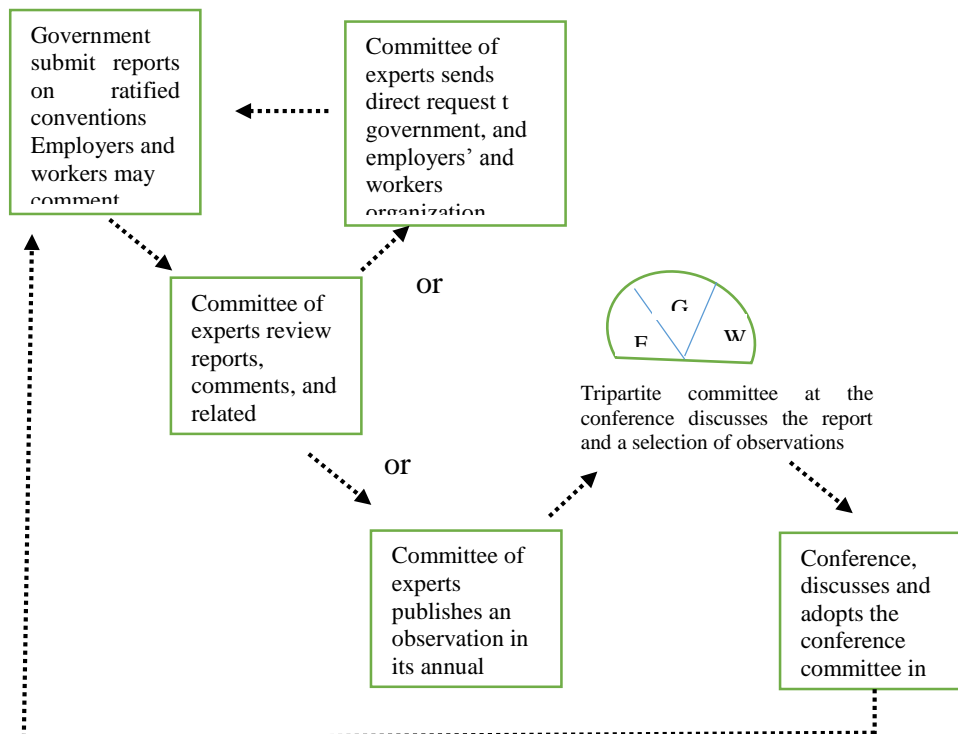 Government
submit reports
on ratified
conventions
Employers and
workers may
comment
Committee of
experts sends
direct request t
government, and
employers’ and
workers
organization
or
Committee of
experts review
reports,
comments, and
related
G
E
W
Tripartite committee at the
conference discusses the report
and a selection of observations
or
Committee of
experts
publishes an
observation in
its annual
Conference,
discusses and
adopts the
conference
committee in